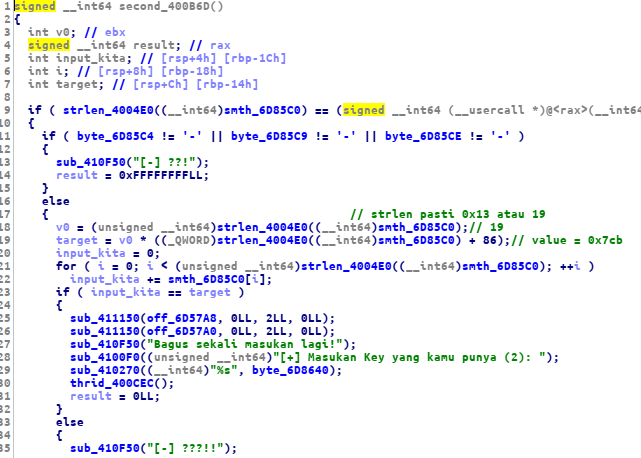 1 signed __int64 second_400B6D()
2 {
3 int v0; // ebx
4 signed __int64 result; // rax
5 int input_kita; // [rsp+4h] [rbp-1Ch]
6 int i; // [rsp+8h] [rbp-18h]
7 int target; // [rsp+Ch] [rbp-14h]
8
9 if ( strlen_4004E0((__int64)smth_6D85C0) == (signed __int64 (__usercall *)@<rax>(__int64
10 {
11 if ( byte_6D85C4 != '-' || byte_6D85C9 != '-' || byte_6D85CE != '-' )
12 {
13 sub_410F50("[-] ??!");
14 result = 0xFFFFFFFFLL;
15 }
16 else
17 { // strlen pasti 0x13 atau 19
18 v0 = (unsigned __int64)strlen_4004E0((__int64)smth_6D85C0);// 19
19 target = v0 * ((_QWORD)strlen_4004E0((__int64)smth_6D85C0) + 86);// value = 0x7cb
20 input_kita = 0;
21 for ( i = 0; i < (unsigned __int64)strlen_4004E0((__int64)smth_6D85C0); ++i )
22 input_kita += smth_6D85C0[i];
23 if ( input_kita == target )
24 {
25 sub_411150(off_6D57A8, 0LL, 2LL, 0LL);
26 sub_411150(off_6D57A0, 0LL, 2LL, 0LL);
27 sub_410F50("Bagus sekali masukan lagi!");
28 sub_4100F0((unsigned __int64)"[+] Masukan Key yang kamu punya (2): ");
29 sub_410270((__int64)"%s", byte_6D8640);
30 thrid_400CEC();
31 result = 0LL;
32 }
33 else
34 {
35 sub_410F50("[-] ???!!");